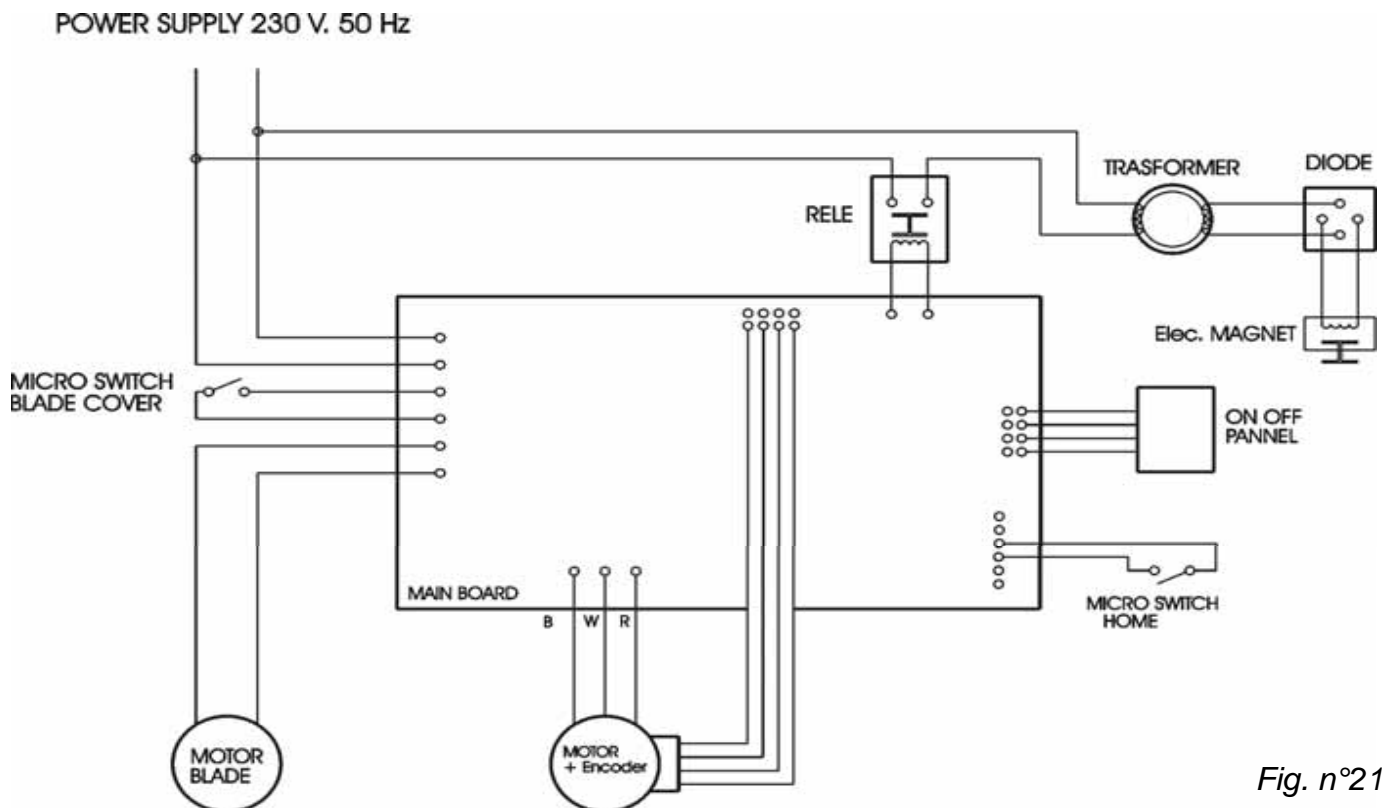 POWER SUPPLY 230 V. 50 Hz
TRASFORMER
DIODE
RELE
Elec. MAGNET
MICRO SWITCH
BLADE COVER
ON OFF
PANNEL
MAIN BOARD
MICRO SWITCH
HOME
B W R
MOTOR
BLADE
MOTOR
+ Encoder
Fig. n°21